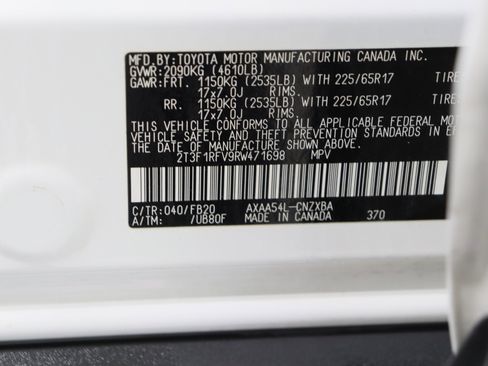 MFD.BY:TOYOTA MOTOR MANUFACTURING CANADA INC.
GVWR:2090KG (4610LB)
GAWR:FRT. 1150KG (2535LB) WITH 225/65R17 TIRE
17x7.0J RIMS.
RR. 1150KG (2535LB) WITH 225/65R17 TIRE
17x7.0J RIMS.
THIS VEHICLE CONFORMS TO ALL APPLICABLE FEDERAL MOTOR
VEHICLE SAFETY AND THEFT PREVENTION STANDARDS IN
THE DATE OF MANUFACTURE SHOWN ABOVE.
2T3F1RFV9RW471698 MPV
C/TR:040/FB20 AXAA54L-CNZXBA
A/TM: /UB80F MADE IN CANADA 370